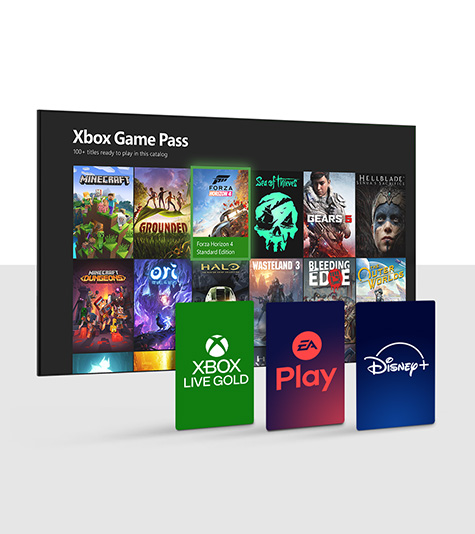 Xbox Game Pass
100+ titles ready to play in this catalog
MINECRAFT
GROUNDED
FORZA
HORIZON 4
Forza Horizon 4
Standard Edition
Sea of Thieves
GEARS 5
HELLBLADE
SENUA'S SACRIFICE
MINECRAFT
DUNGEONS
ori
HALO
WASTELAND 3
BLEEDING
EDGE
THE
OUTER
WORLDS
XBOX
LIVE GOLD
EA
Play
Disney+